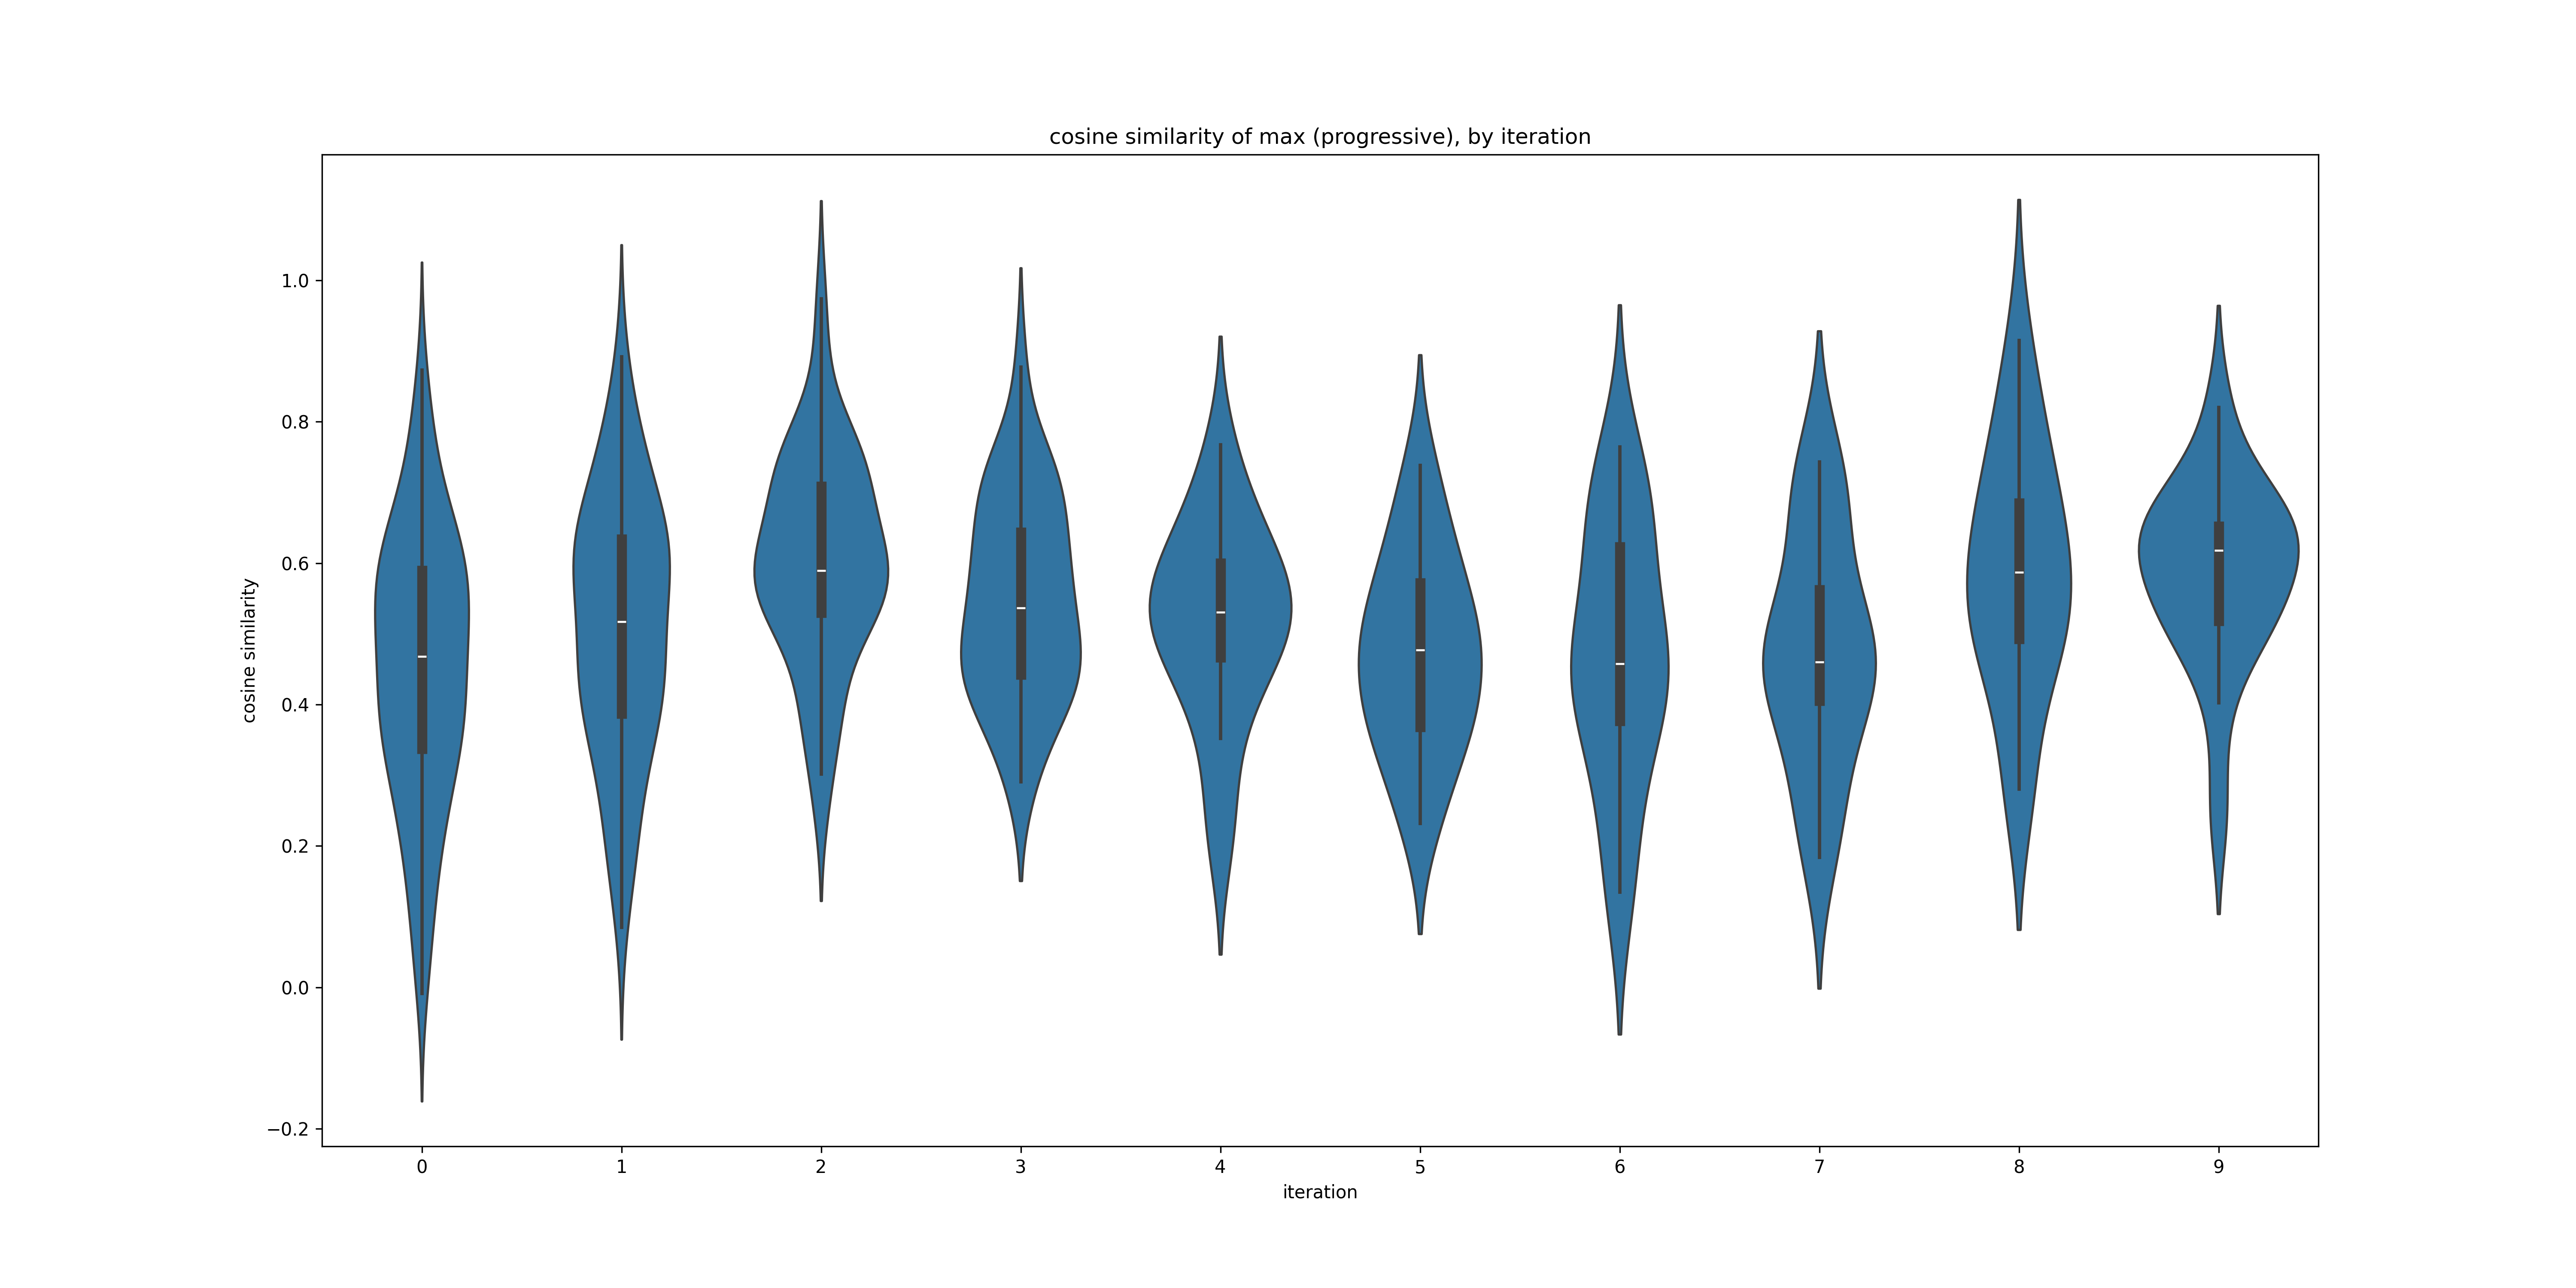 cosine similarity of max (progressive), by iteration
cosine similarity
1.0
0.8
0.6
0.4
0.2
0.0
−0.2
0 1 2 3 4 5 6 7 8 9
iteration